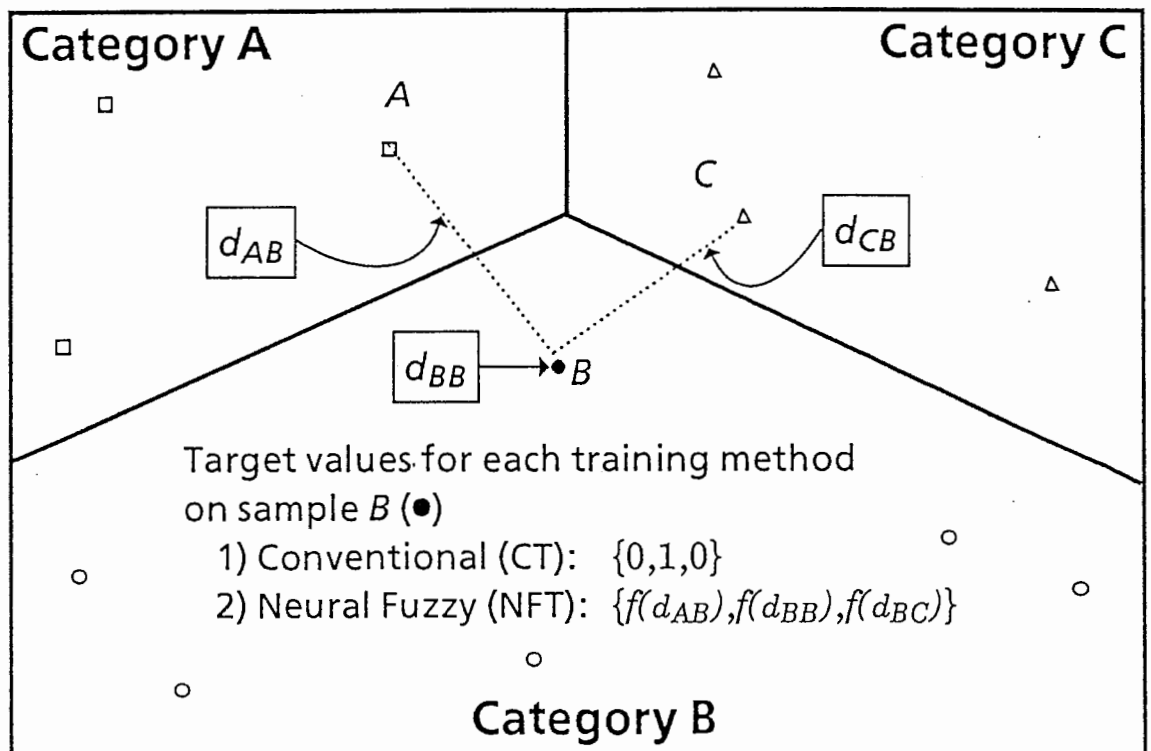 Category A
Category C
A
C
d_AB
d_CB
d_BB
B
Target values for each training method
on sample B (●)
1) Conventional (CT): {0,1,0}
2) Neural Fuzzy (NFT): {f(d_AB),f(d_BB),f(d_BC)}
Category B